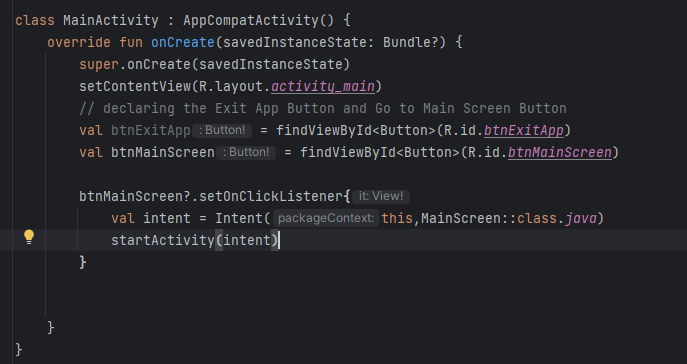 class MainActivity : AppCompatActivity() {
override fun onCreate(savedInstanceState: Bundle?) {
super.onCreate(savedInstanceState)
setContentView(R.layout.activity_main)
// declaring the Exit App Button and Go to Main Screen Button
val btnExitApp : Button! = findViewById<Button>(R.id.btnExitApp)
val btnMainScreen : Button! = findViewById<Button>(R.id.btnMainScreen)
btnMainScreen?.setOnClickListener{ it: View!
val intent = Intent( packageContext: this,MainScreen::class.java)
startActivity(intent)
}
}
}